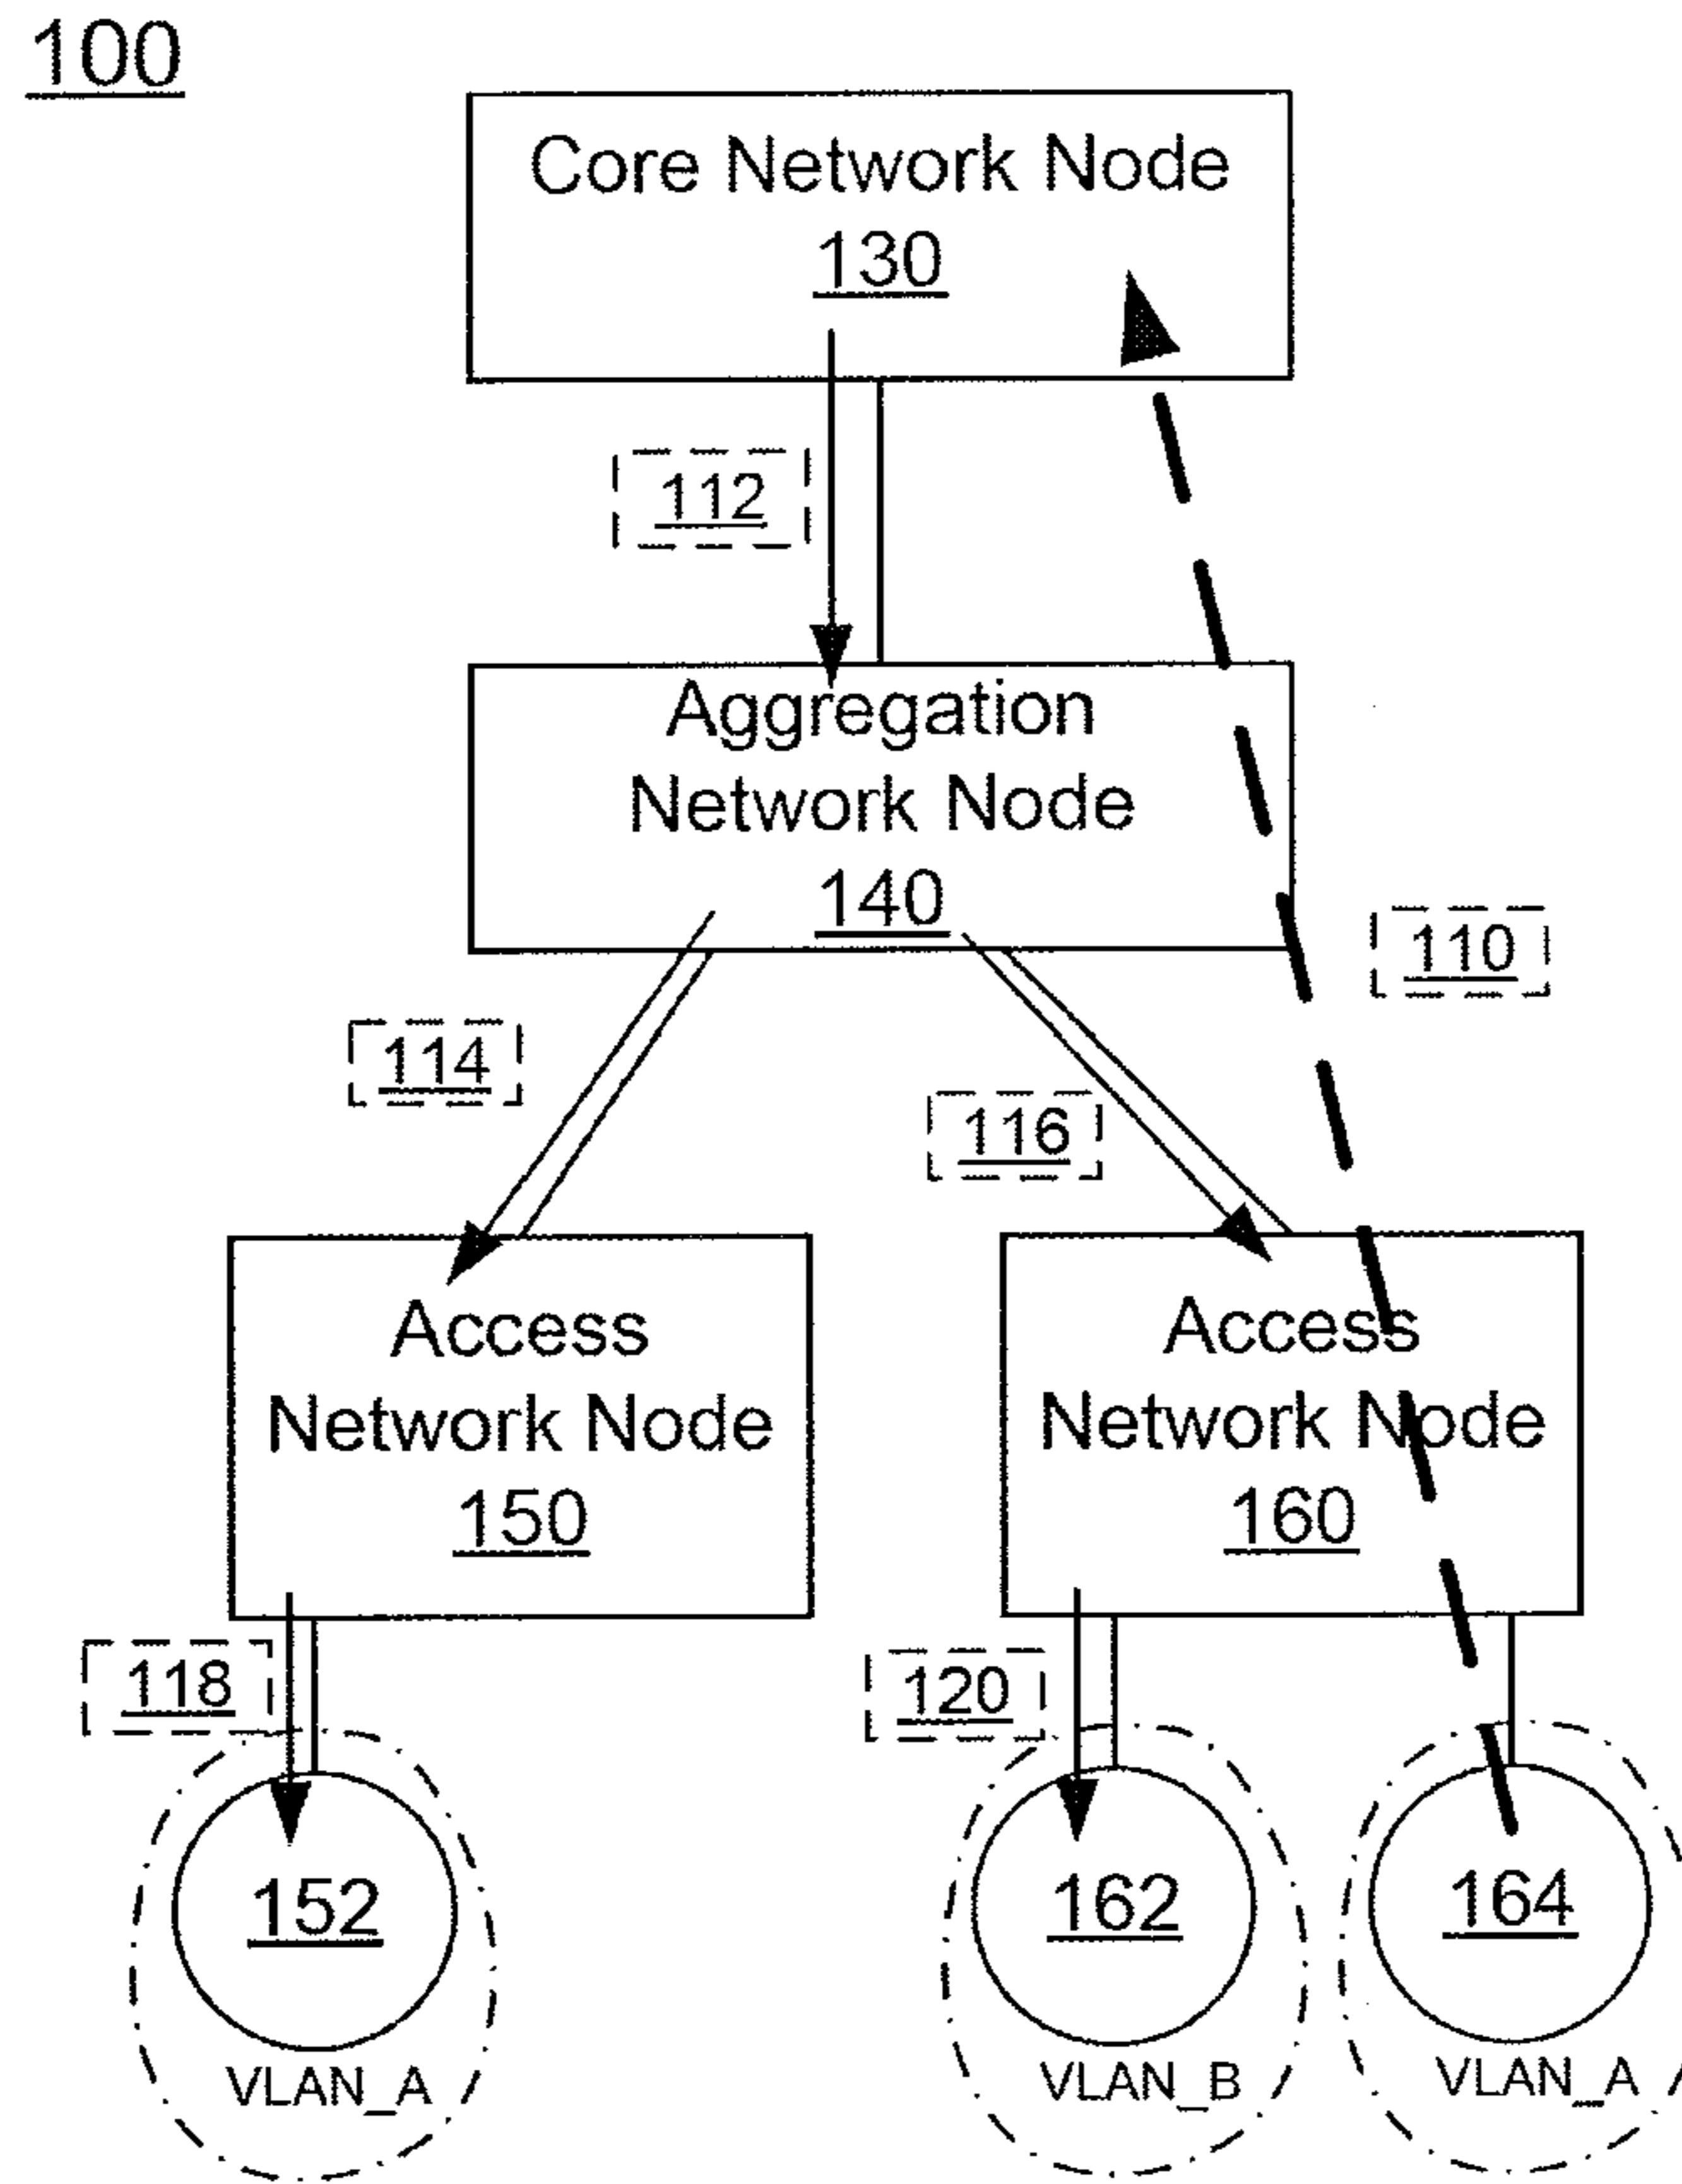 100
Core Network Node
130
112
Aggregation
Network Node
140
110
114
116
Access
Network Node
150
Access
Network Node
160
118
120
152
162
164
VLAN_A
VLAN_B
VLAN_A